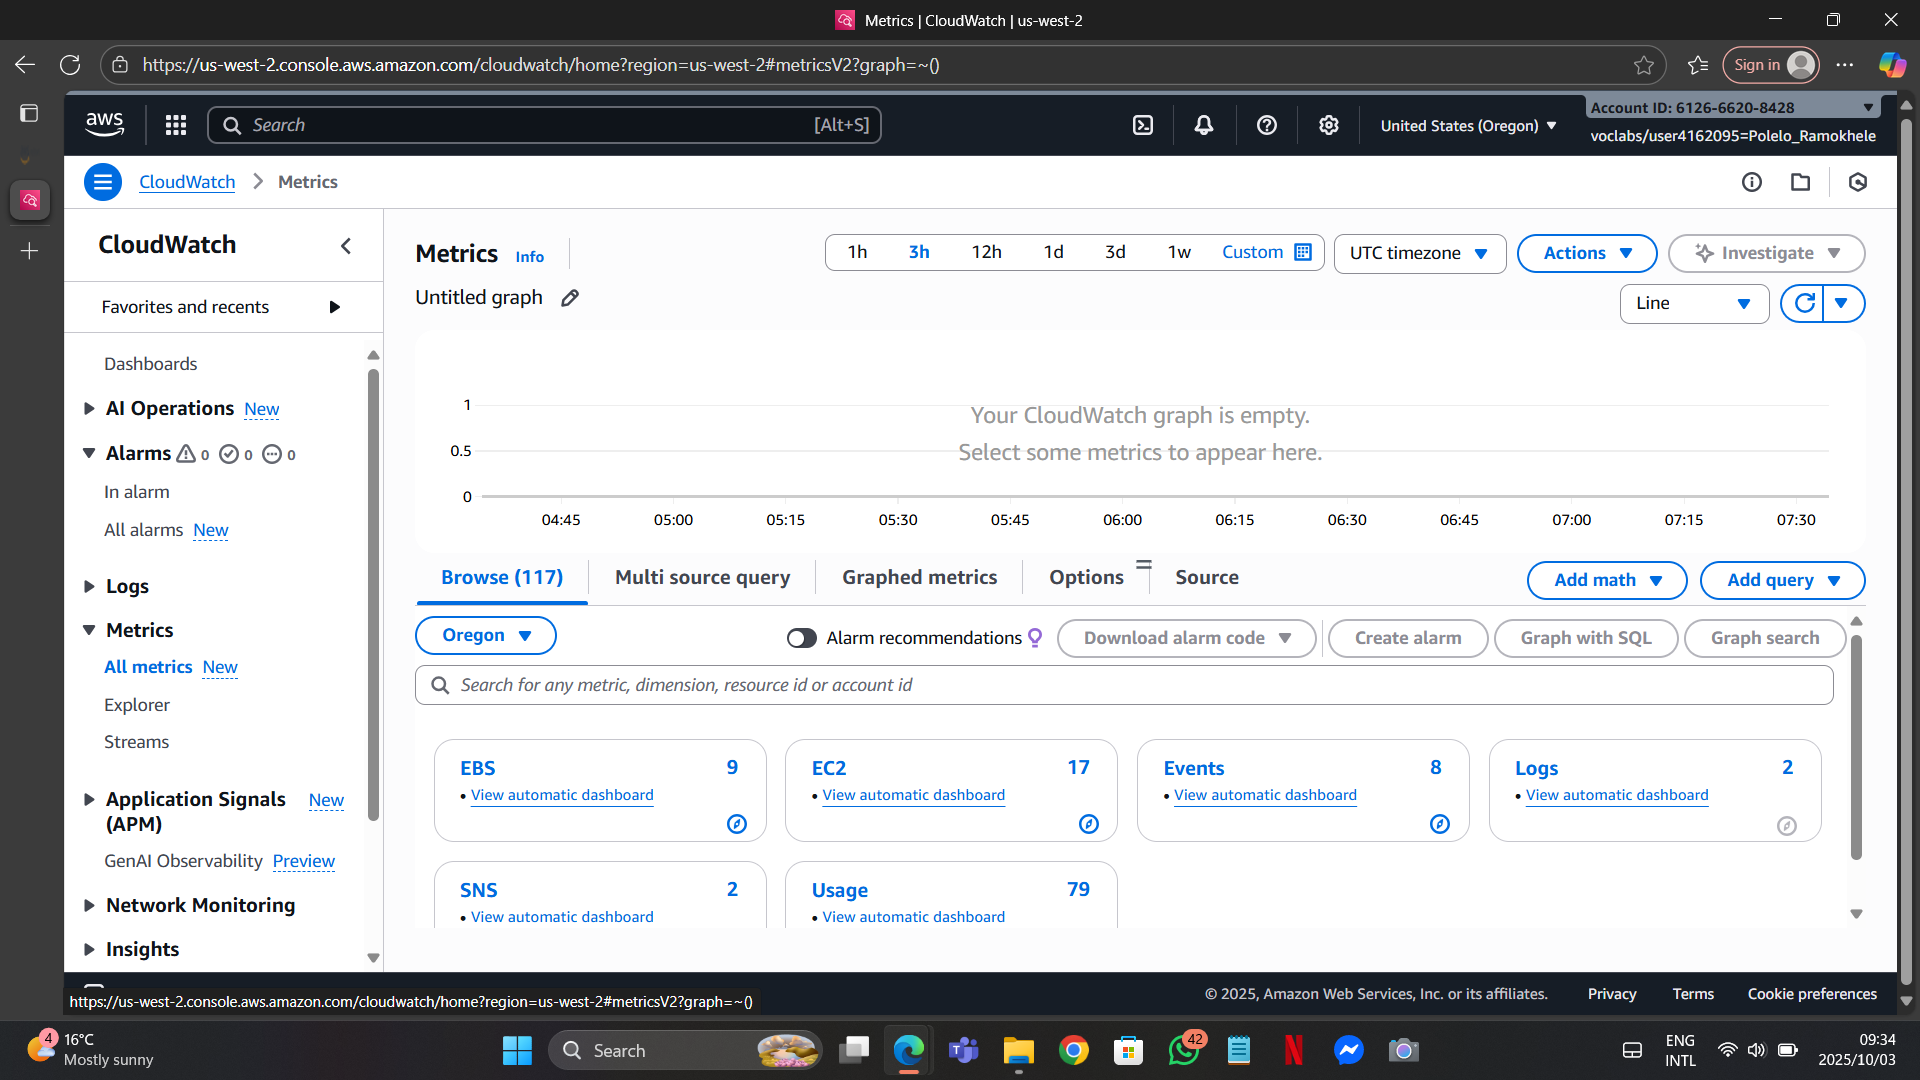 Metrics | CloudWatch | us-west-2
https://us-west-2.console.aws.amazon.com/cloudwatch/home?region=us-west-2#metricsV2?graph=~()
Sign in
aws
Search
[Alt+S]
United States (Oregon)
Account ID: 6126-6620-8428
voclabs/user4162095=Polelo_Ramokhele
CloudWatch
Metrics
CloudWatch
Favorites and recents
Dashboards
AI Operations New
Alarms 0 0 0
In alarm
All alarms New
Logs
Metrics
All metrics New
Explorer
Streams
Application Signals New
(APM)
GenAI Observability Preview
Network Monitoring
Insights
Metrics Info
1h 3h 12h 1d 3d 1w Custom
UTC timezone
Actions
Investigate
Untitled graph
Line
1
0.5
0
Your CloudWatch graph is empty.
Select some metrics to appear here.
04:45 05:00 05:15 05:30 05:45 06:00 06:15 06:30 06:45 07:00 07:15 07:30
Browse (117) Multi source query Graphed metrics Options Source
Add math
Add query
Oregon
Alarm recommendations
Download alarm code
Create alarm
Graph with SQL
Graph search
Search for any metric, dimension, resource id or account id
EBS 9
• View automatic dashboard
EC2 17
• View automatic dashboard
Events 8
• View automatic dashboard
Logs 2
• View automatic dashboard
SNS 2
• View automatic dashboard
Usage 79
• View automatic dashboard
https://us-west-2.console.aws.amazon.com/cloudwatch/home?region=us-west-2#metricsV2?graph=~()
© 2025, Amazon Web Services, Inc. or its affiliates.
Privacy
Terms
Cookie preferences
4
16°C
Mostly sunny
Search
42
ENG
INTL
09:34
2025/10/03